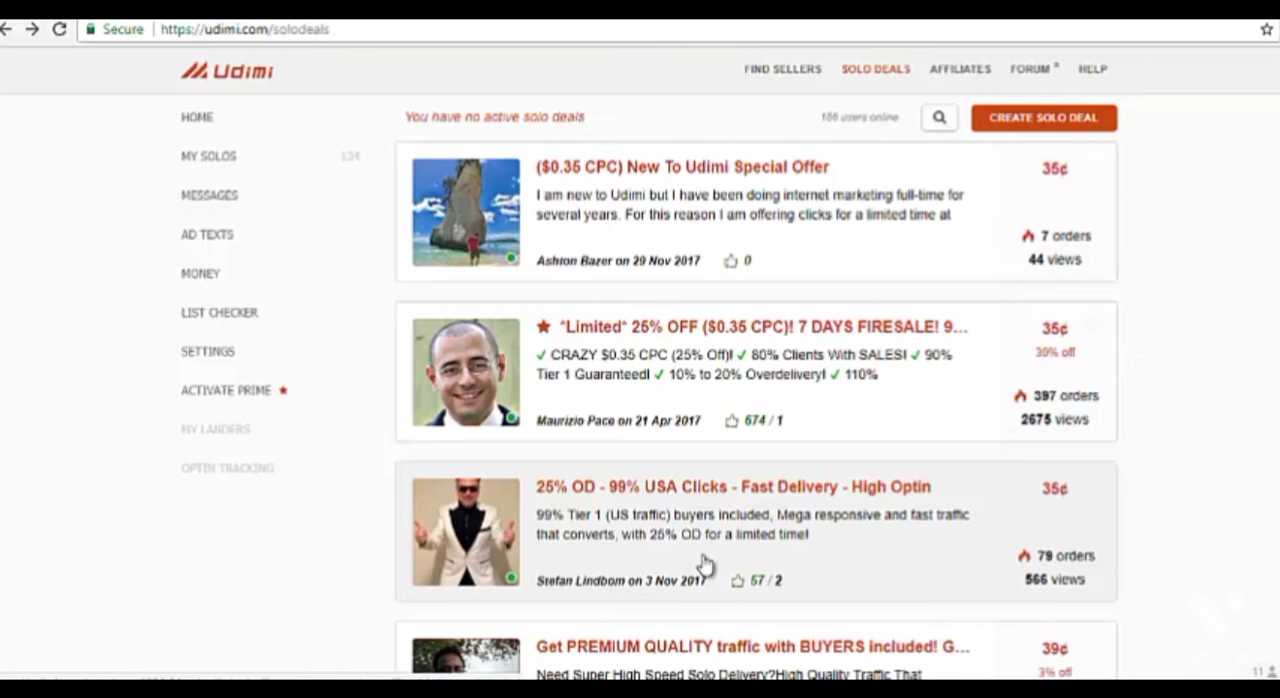 Secure https://udimi.com/solodeals
Udimi
FIND SELLERS SOLO DEALS AFFILIATES FORUM HELP
HOME
MY SOLOS 134
MESSAGES
AD TEXTS
MONEY
LIST CHECKER
SETTINGS
ACTIVATE PRIME
MY LANDERS
OPTIN TRACKING
You have no active solo deals
186 users online
CREATE SOLO DEAL
($0.35 CPC) New To Udimi Special Offer
I am new to Udimi but I have been doing internet marketing full-time for
several years. For this reason I am offering clicks for a limited time at
Ashton Bazer on 29 Nov 2017 0
35¢
7 orders
44 views
*Limited* 25% OFF ($0.35 CPC)! 7 DAYS FIRESALE! 9...
✓ CRAZY $0.35 CPC (25% Off)! ✓ 80% Clients With SALES! ✓ 90%
Tier 1 Guaranteed! ✓ 10% to 20% Overdelivery! ✓ 110%
Maurizio Pace on 21 Apr 2017 674 / 1
35¢
30% off
397 orders
2675 views
25% OD - 99% USA Clicks - Fast Delivery - High Optin
99% Tier 1 (US traffic) buyers included, Mega responsive and fast traffic
that converts, with 25% OD for a limited time!
Stefan Lindbom on 3 Nov 2017 57 / 2
35¢
79 orders
566 views
Get PREMIUM QUALITY traffic with BUYERS included! G...
Need Super High Speed Solo Delivery?High Quality Traffic That
39¢
3% off
11